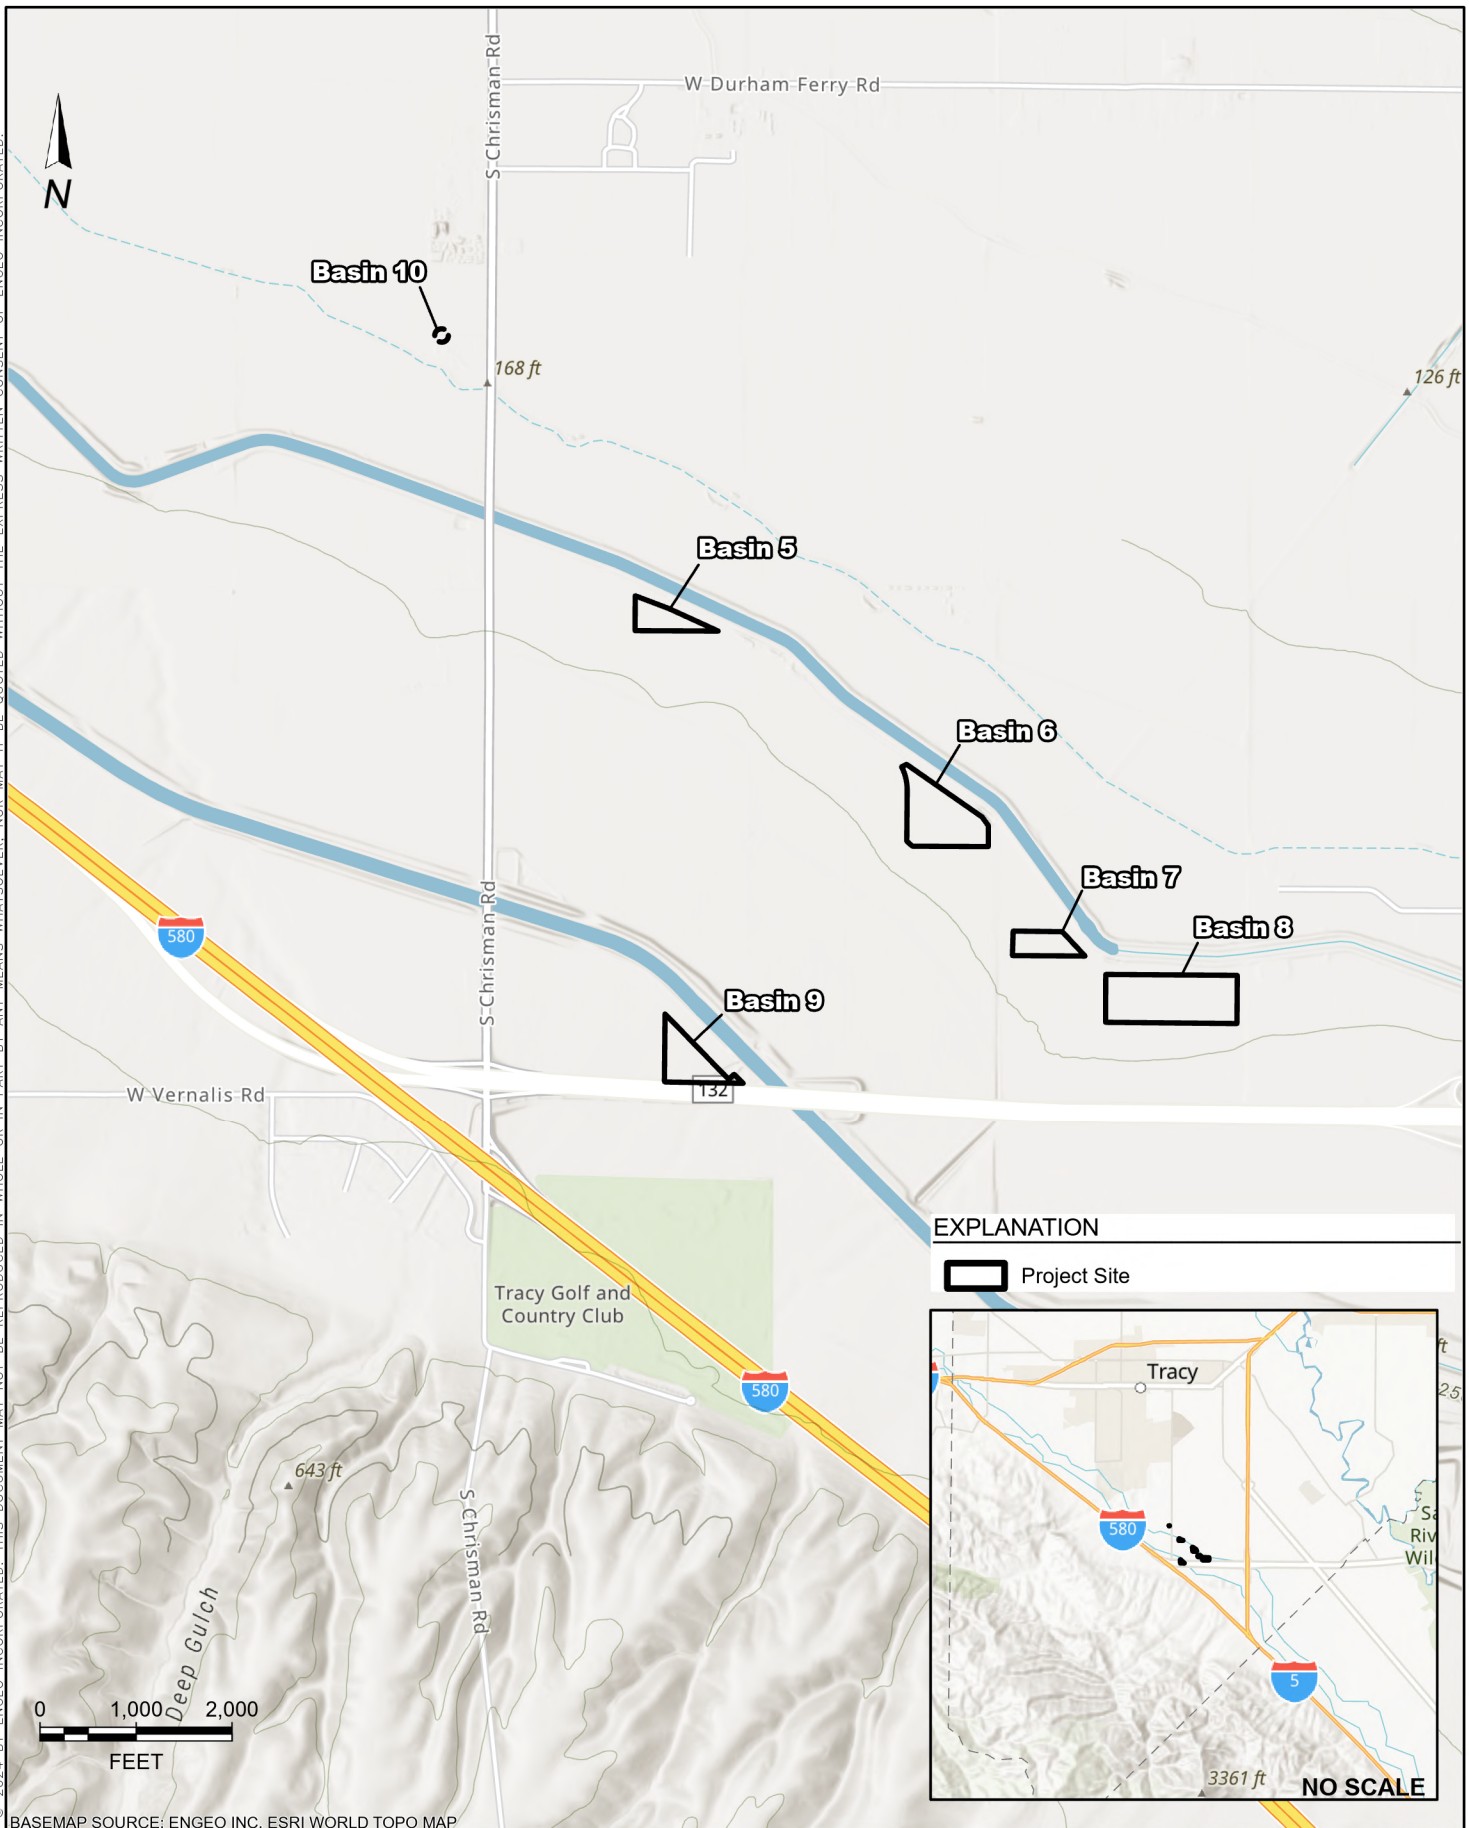 W Durham Ferry Rd
S Chrisman Rd
N
Basin 10
168 ft
126 ft
Basin 5
Basin 6
Basin 7
Basin 8
S Chrisman Rd
580
Basin 9
132
W Vernalis Rd
EXPLANATION
Project Site
Tracy Golf and
Country Club
580
Tracy
643 ft
S Chrisman Rd
580
Deep Gulch
5
0 1,000 2,000
FEET
3361 ft
NO SCALE
BASEMAP SOURCE: ENGEO INC. ESRI WORLD TOPO MAP